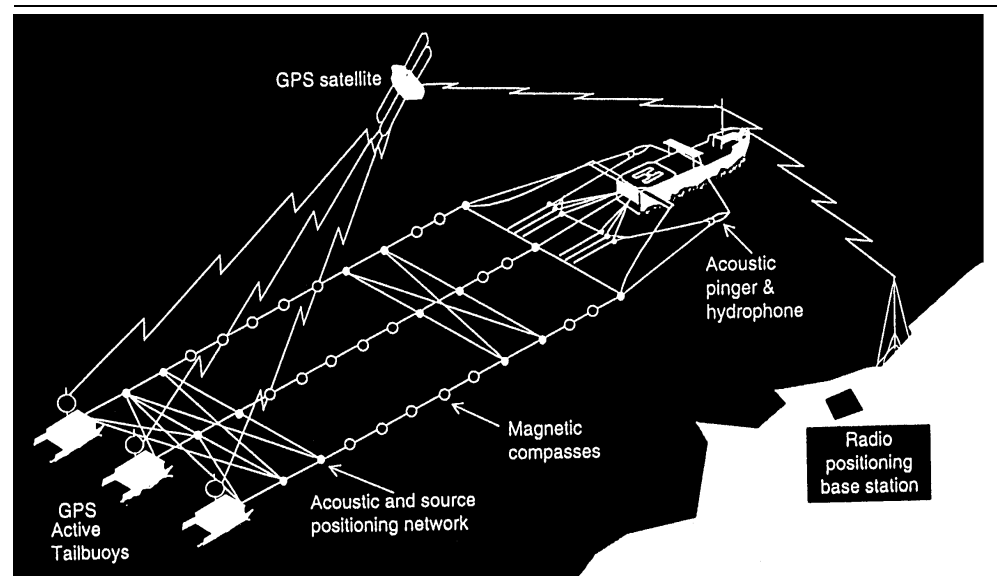 GPS satellite
H
Acoustic
pinger &
hydrophone
Magnetic
compasses
Radio
positioning
base station
Acoustic and source
positioning network
GPS
Active
Tailbuoys